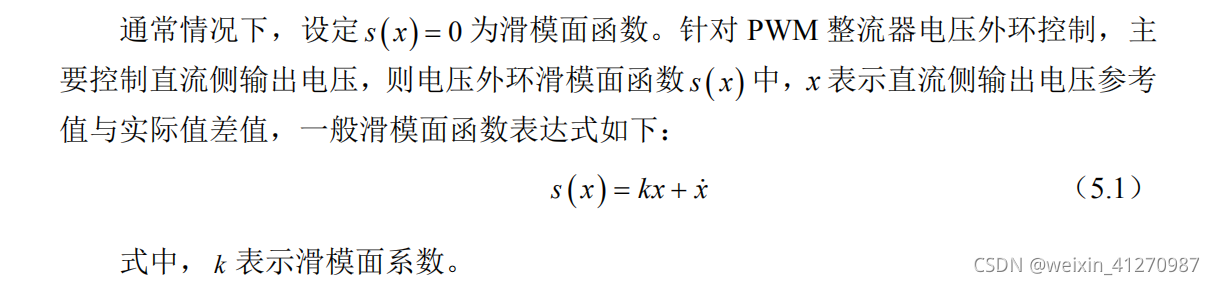 通常情况下，设定 s(x) = 0 为滑模面函数。针对 PWM 整流器电压外环控制，主
要控制直流侧输出电压，则电压外环滑模面函数 s(x) 中，x 表示直流侧输出电压参考
值与实际值差值，一般滑模面函数表达式如下：
s(x) = kx + ẋ （5.1）
式中， k 表示滑模面系数。
CSDN @weixin_41270987